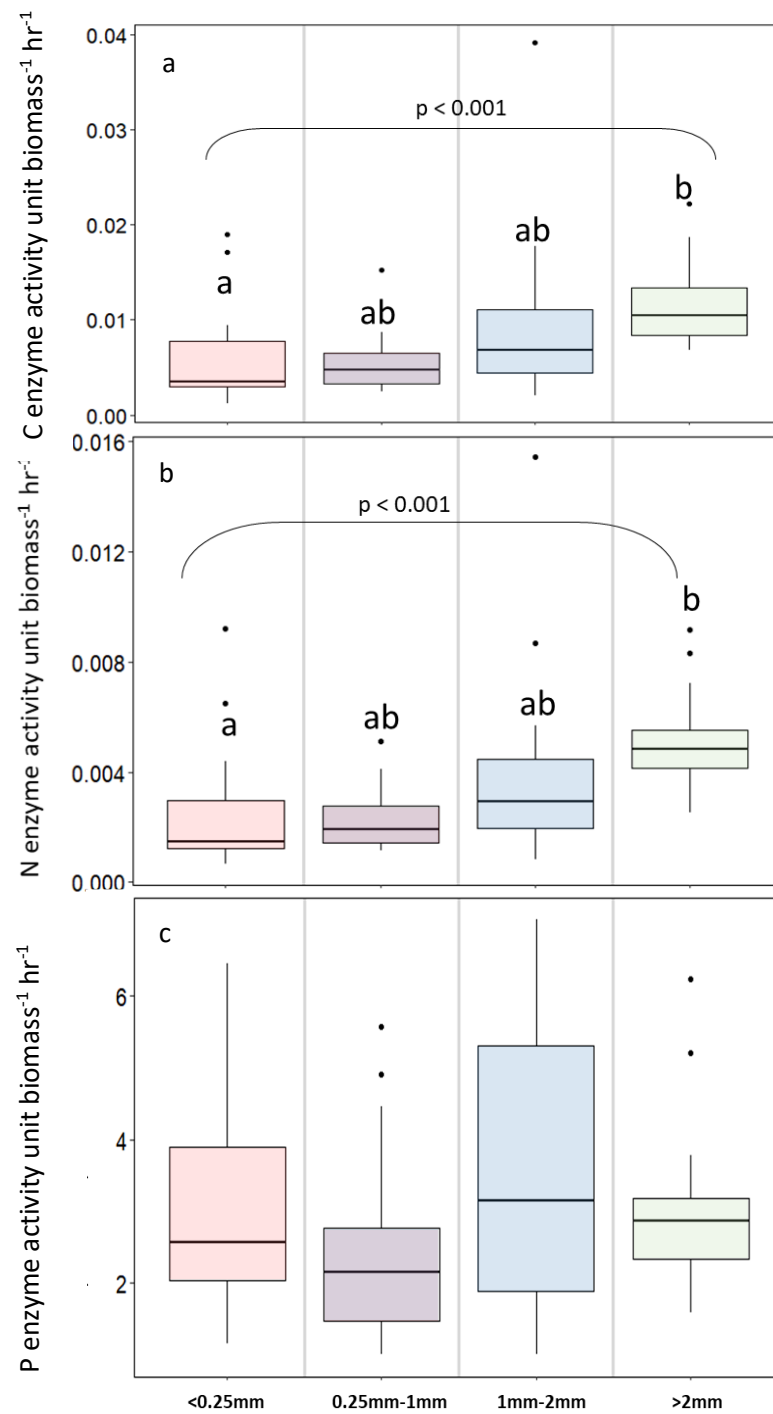 C enzyme activity unit biomass⁻¹ hr⁻¹
0.04
0.03
0.02
0.01
0.00
a
p < 0.001
a
ab
ab
b
N enzyme activity unit biomass⁻¹ hr⁻¹
0.016
0.012
0.008
0.004
0.000
b
p < 0.001
a
ab
ab
b
P enzyme activity unit biomass⁻¹ hr⁻¹
6
4
2
c
<0.25mm 0.25mm-1mm 1mm-2mm >2mm